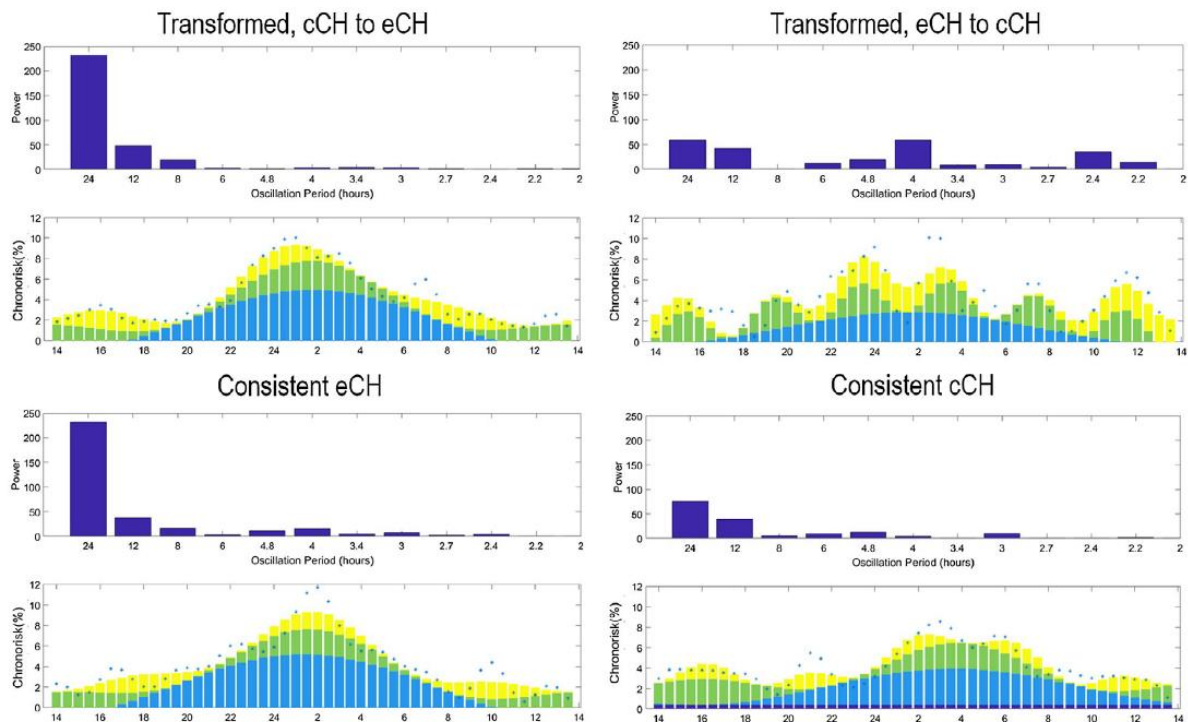 Transformed, cCH to eCH
Transformed, eCH to cCH
250
200
150
100
50
0
Power
24 12 8 6 4.8 4 3.4 3 2.7 2.4 2.2 2
Oscillation Period (hours)
250
200
150
100
50
0
Power
24 12 8 6 4.8 4 3.4 3 2.7 2.4 2.2 2
Oscillation Period (hours)
12
10
8
6
4
2
0
Chronorisk(%)
14 16 18 20 22 24 2 4 6 8 10 12 14
12
10
8
6
4
2
0
Chronorisk(%)
14 16 18 20 22 24 2 4 6 8 10 12 14
Consistent eCH
Consistent cCH
250
200
150
100
50
0
Power
24 12 8 6 4.8 4 3.4 3 2.7 2.4 2.2 2
Oscillation Period (hours)
250
200
150
100
50
0
Power
24 12 8 6 4.8 4 3.4 3 2.7 2.4 2.2 2
Oscillation Period (hours)
12
10
8
6
4
2
0
Chronorisk(%)
14 16 18 20 22 24 2 4 6 8 10 12 14
12
10
8
6
4
2
0
Chronorisk(%)
14 16 18 20 22 24 2 4 6 8 10 12 14